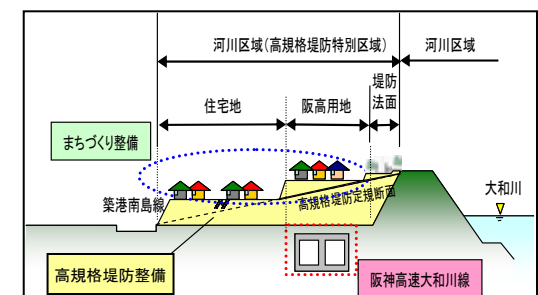 河川区域(高規格堤防特別区域)
河川区域
堤防
法面
住宅地
阪高用地
まちづくり整備
築港南島線
高規格堤防定規断面
大和川
高規格堤防整備
阪神高速大和川線